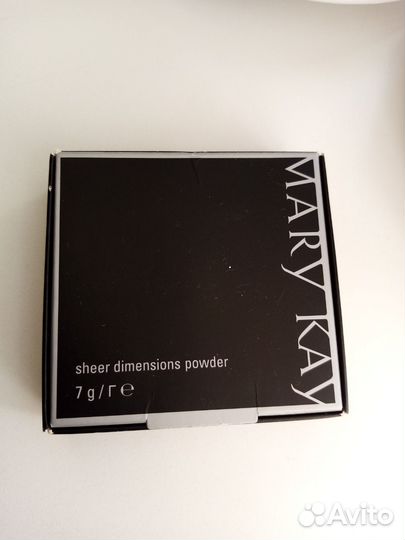 MARY KAY
sheer dimensions powder
7 g/Г ℮
Avito